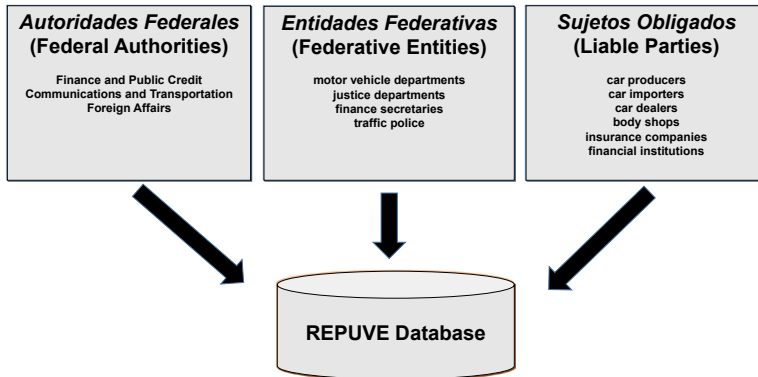 Autoridades Federales
(Federal Authorities)
Finance and Public Credit
Communications and Transportation
Foreign Affairs
Entidades Federativas
(Federative Entities)
motor vehicle departments
justice departments
finance secretaries
traffic police
Sujetos Obligados
(Liable Parties)
car producers
car importers
car dealers
body shops
insurance companies
financial institutions
REPUVE Database